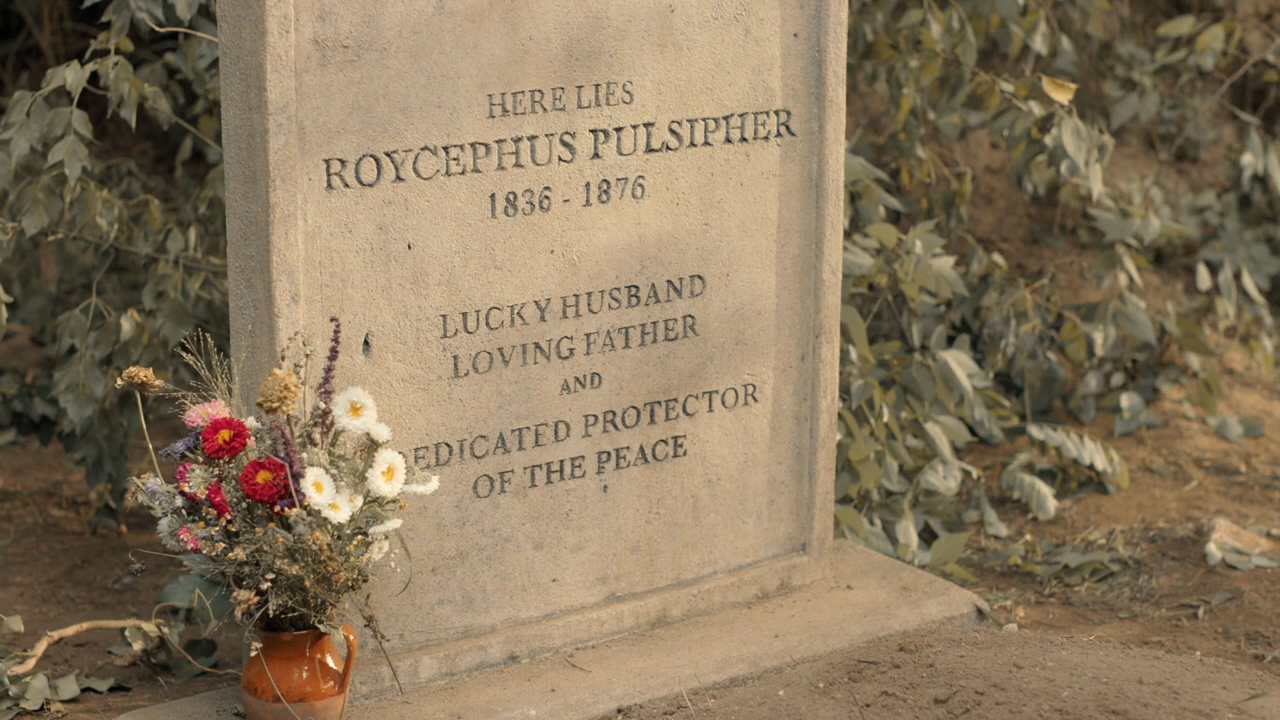 HERE LIES
ROYCEPHUS PULSIPHER
1836 - 1876
LUCKY HUSBAND
LOVING FATHER
AND
EDICATED PROTECTOR
OF THE PEACE